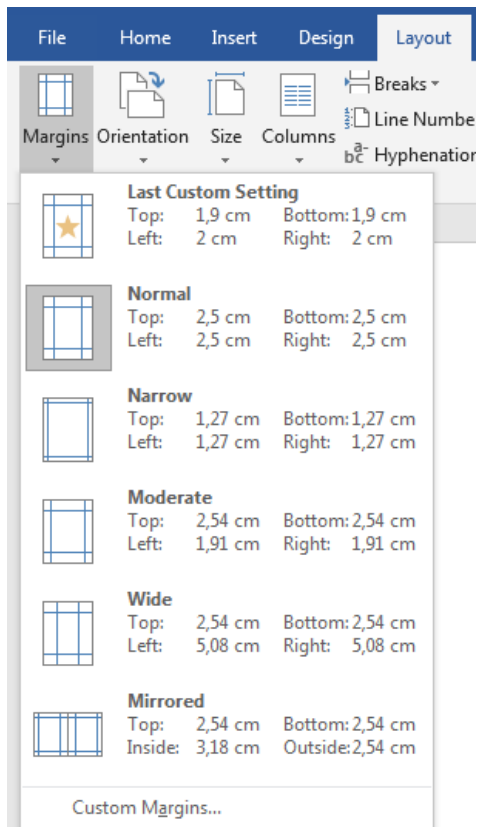 File Home Insert Design Layout
Breaks
Line Numbe
Hyphenation
Margins Orientation Size Columns
Last Custom Setting
Top: 1,9 cm Bottom: 1,9 cm
Left: 2 cm Right: 2 cm
Normal
Top: 2,5 cm Bottom: 2,5 cm
Left: 2,5 cm Right: 2,5 cm
Narrow
Top: 1,27 cm Bottom: 1,27 cm
Left: 1,27 cm Right: 1,27 cm
Moderate
Top: 2,54 cm Bottom: 2,54 cm
Left: 1,91 cm Right: 1,91 cm
Wide
Top: 2,54 cm Bottom: 2,54 cm
Left: 5,08 cm Right: 5,08 cm
Mirrored
Top: 2,54 cm Bottom: 2,54 cm
Inside: 3,18 cm Outside: 2,54 cm
Custom Margins...